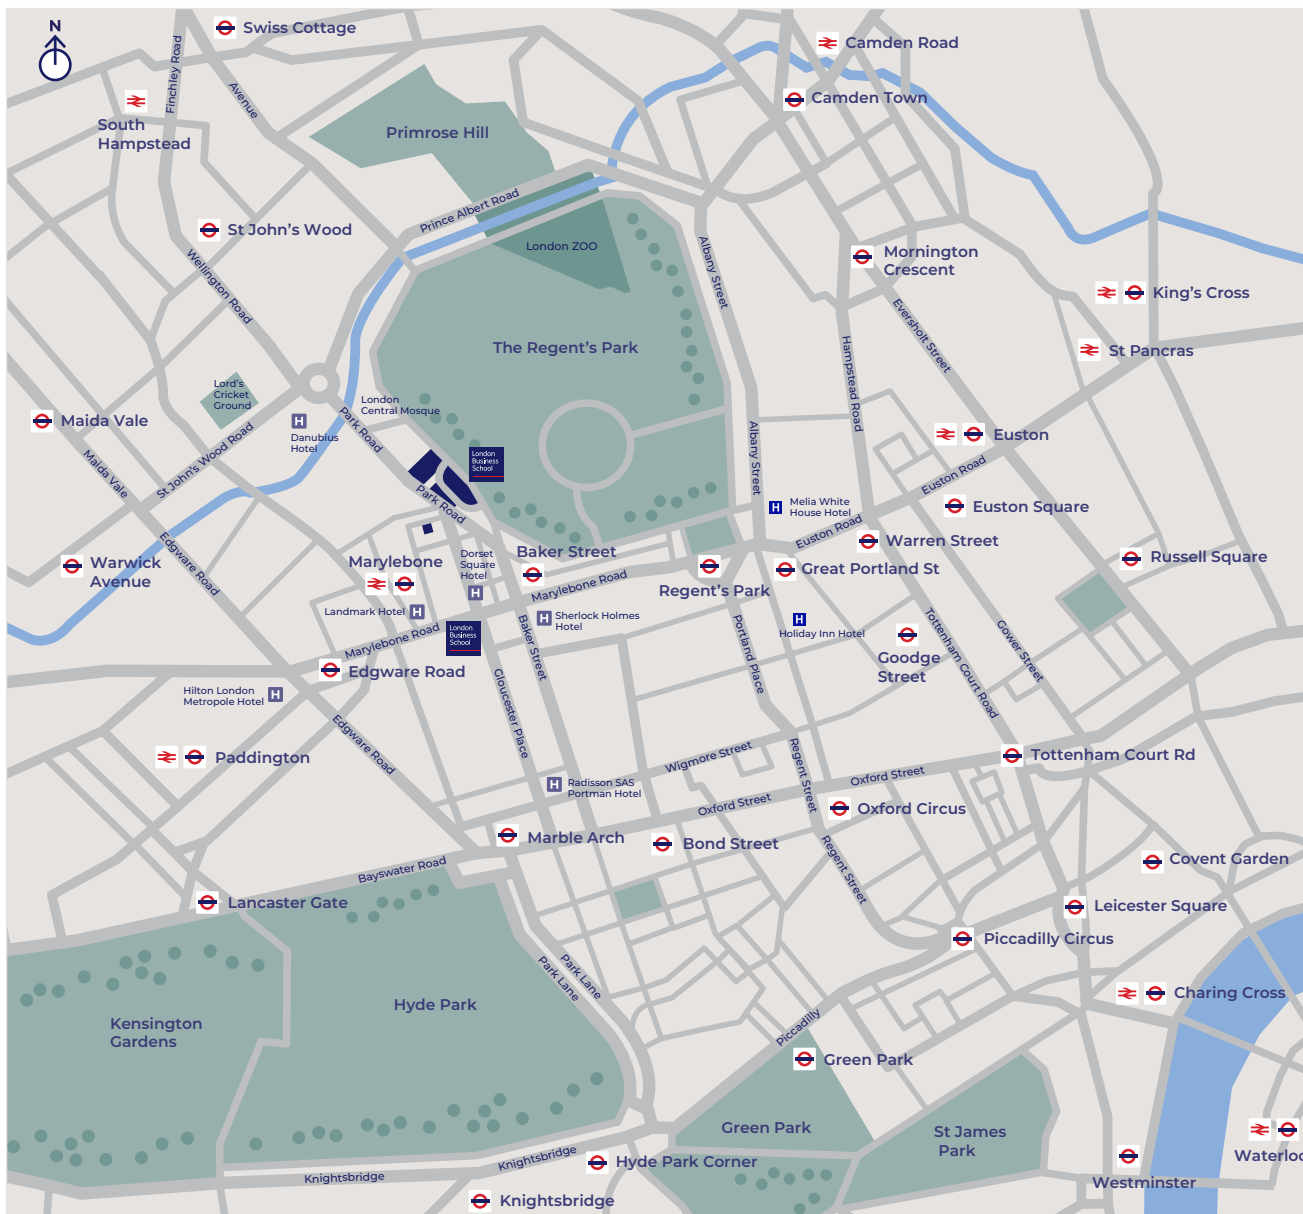 N
Swiss Cottage
Camden Road
Finchley Road
Avenue
Camden Town
South
Hampstead
Primrose Hill
Prince Albert Road
St John's Wood
London ZOO
Albany Street
Mornington
Crescent
Wellington Road
King's Cross
Eversholt Street
St Pancras
The Regent's Park
Hampstead Road
Lord's
Cricket
Ground
London
Central Mosque
Maida Vale
H
Danubius
Hotel
Park Road
Euston
Maida Vale
St John's Wood Road
London
Business
School
Albany Street
Euston Road
Park Road
H
Melia White
House Hotel
Euston Square
Euston Road
Warren Street
Edgware Road
Warwick
Avenue
Marylebone
Dorset
Square
Hotel
H
Baker Street
Marylebone Road
Regent's Park
Great Portland St
Russell Square
Landmark Hotel
H
H
Sherlock Holmes
Hotel
H
Holiday Inn Hotel
London
Business
School
Marylebone Road
Baker Street
Portland Place
Tottenham Court Road
Gower Street
Goodge
Street
Edgware Road
Hilton London
Metropole Hotel
H
Gloucester Place
Edgware Road
Paddington
Wigmore Street
Regent Street
Oxford Street
Tottenham Court Rd
H
Radisson SAS
Portman Hotel
Oxford Street
Oxford Circus
Marble Arch
Bond Street
Regent Street
Covent Garden
Bayswater Road
Lancaster Gate
Leicester Square
Piccadilly Circus
Park Lane
Park Lane
Hyde Park
Charing Cross
Kensington
Gardens
Piccadilly
Green Park
Green Park
St James
Park
Waterloo
Knightsbridge
Hyde Park Corner
Knightsbridge
Westminster
Knightsbridge